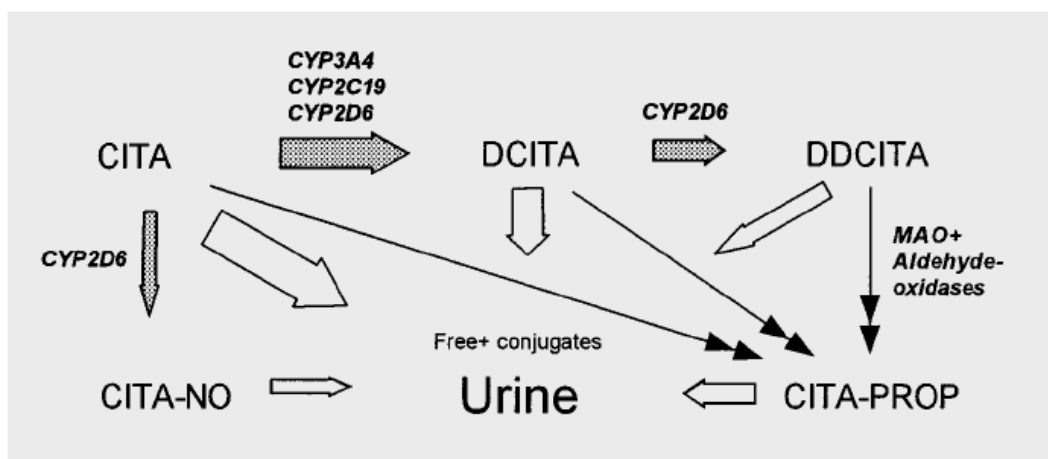 CYP3A4
CYP2C19
CYP2D6
CYP2D6
CITA
DCITA
DDCITA
CYP2D6
MAO+
Aldehyde-
oxidases
Free+ conjugates
CITA-NO
Urine
CITA-PROP